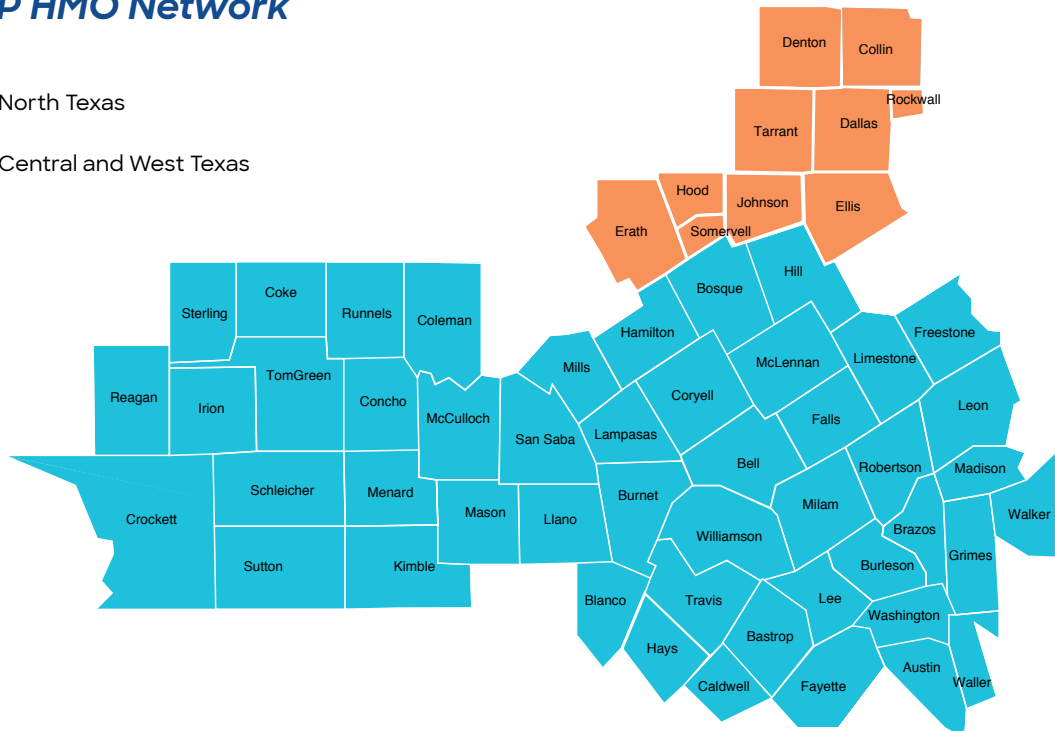 P HMO Network
North Texas
Central and West Texas
Denton
Collin
Rockwall
Tarrant
Dallas
Hood
Johnson
Ellis
Erath
Somervell
Hill
Bosque
Sterling
Coke
Runnels
Coleman
Hamilton
Freestone
Mills
McLennan
Limestone
TomGreen
Reagan
Irion
Concho
McCulloch
Coryell
Leon
San Saba
Lampasas
Falls
Bell
Robertson
Madison
Schleicher
Menard
Burnet
Crockett
Mason
Llano
Milam
Walker
Williamson
Brazos
Grimes
Sutton
Kimble
Burleson
Blanco
Travis
Lee
Washington
Bastrop
Hays
Austin
Caldwell
Fayette
Waller